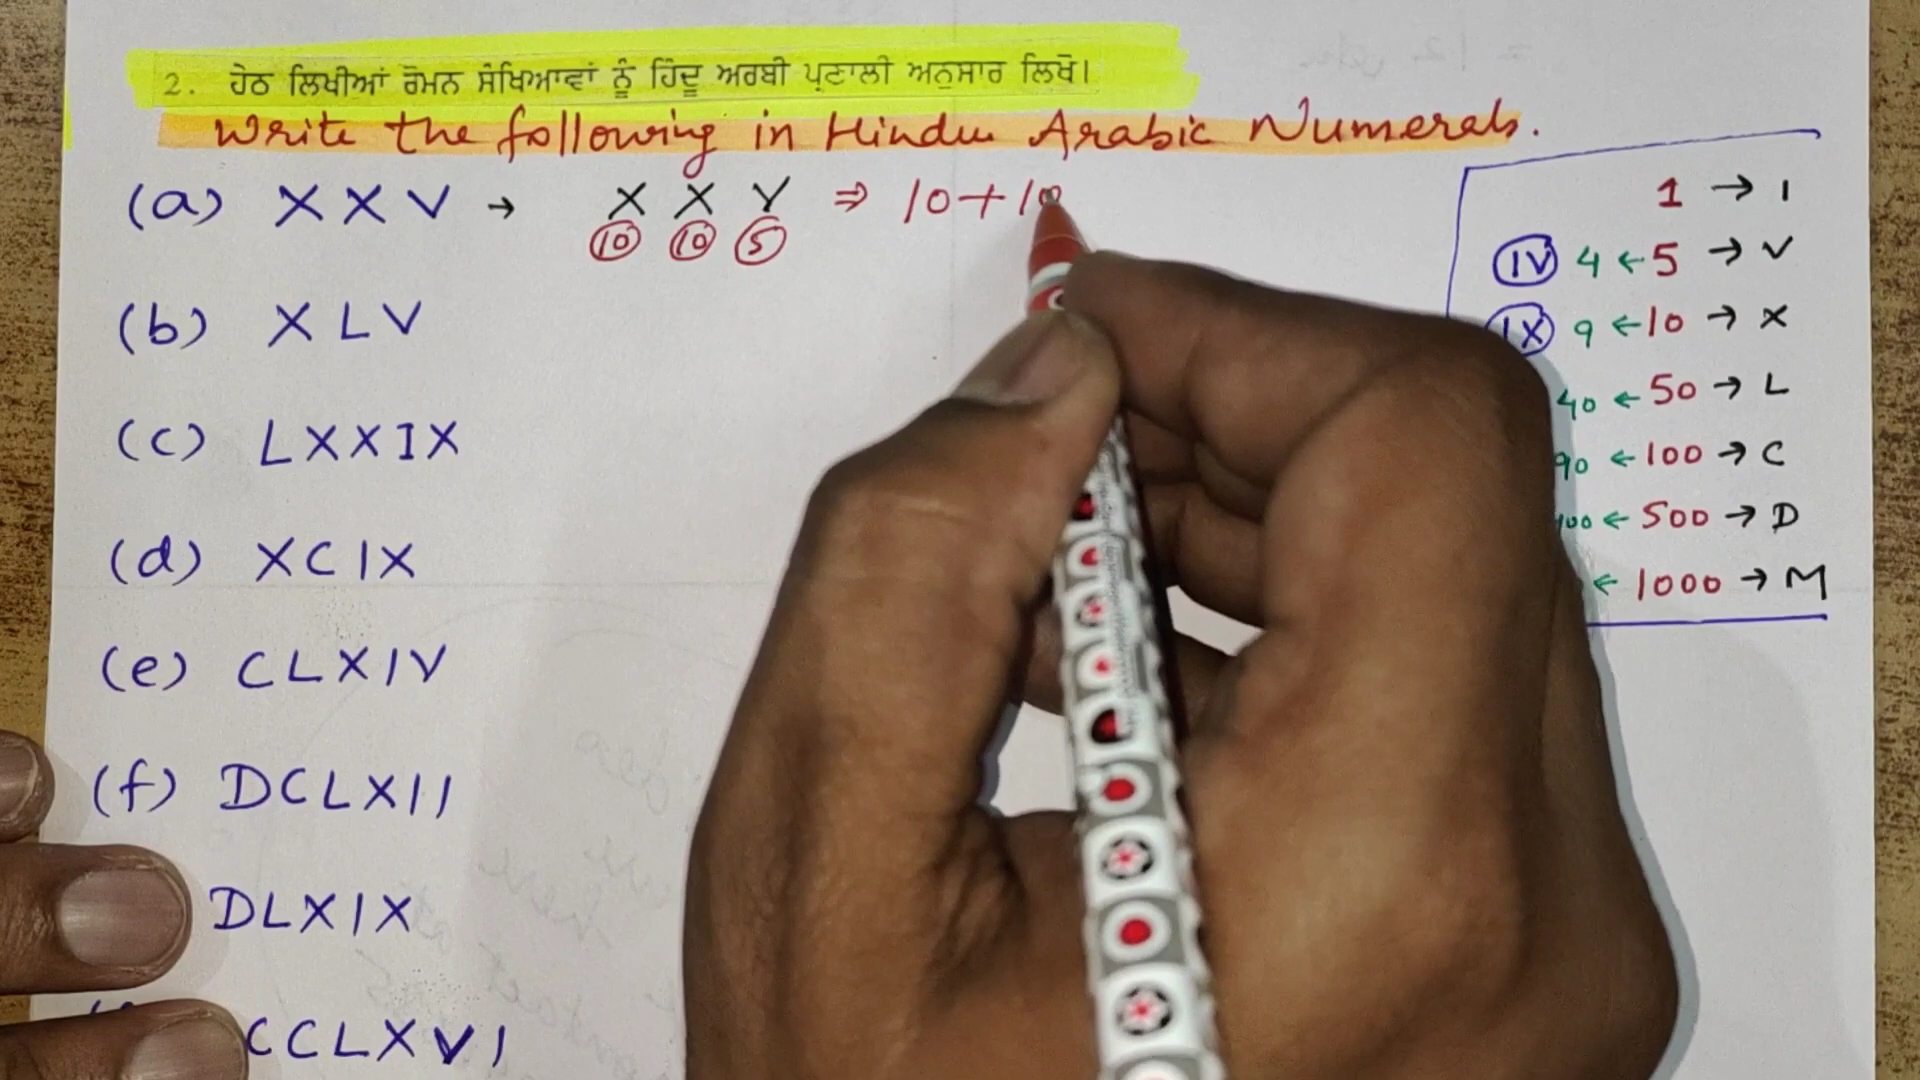 2. ਹੇਠ ਲਿਖੀਆਂ ਰੋਮਨ ਸੰਖਿਆਵਾਂ ਨੂੰ ਹਿੰਦੂ ਅਰਬੀ ਪ੍ਰਣਾਲੀ ਅਨੁਸਾਰ ਲਿਖੋ।
Write the following in Hindu Arabic Numerals.
(a) XXV → X X V ⇒ 10+10
10 10 5
(b) XLV
(c) LXXIX
(d) XCIX
(e) CLXIV
(f) DCLXII
DLXIX
CCLXVI
1 → I
IV 4 ← 5 → V
IX 9 ← 10 → X
40 ← 50 → L
90 ← 100 → C
← 500 → D
← 1000 → M